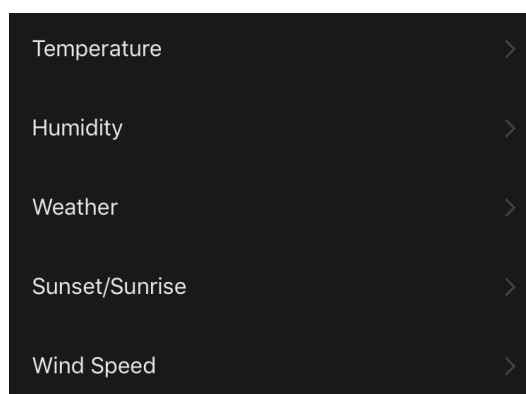 Temperature
Humidity
Weather
Sunset/Sunrise
Wind Speed